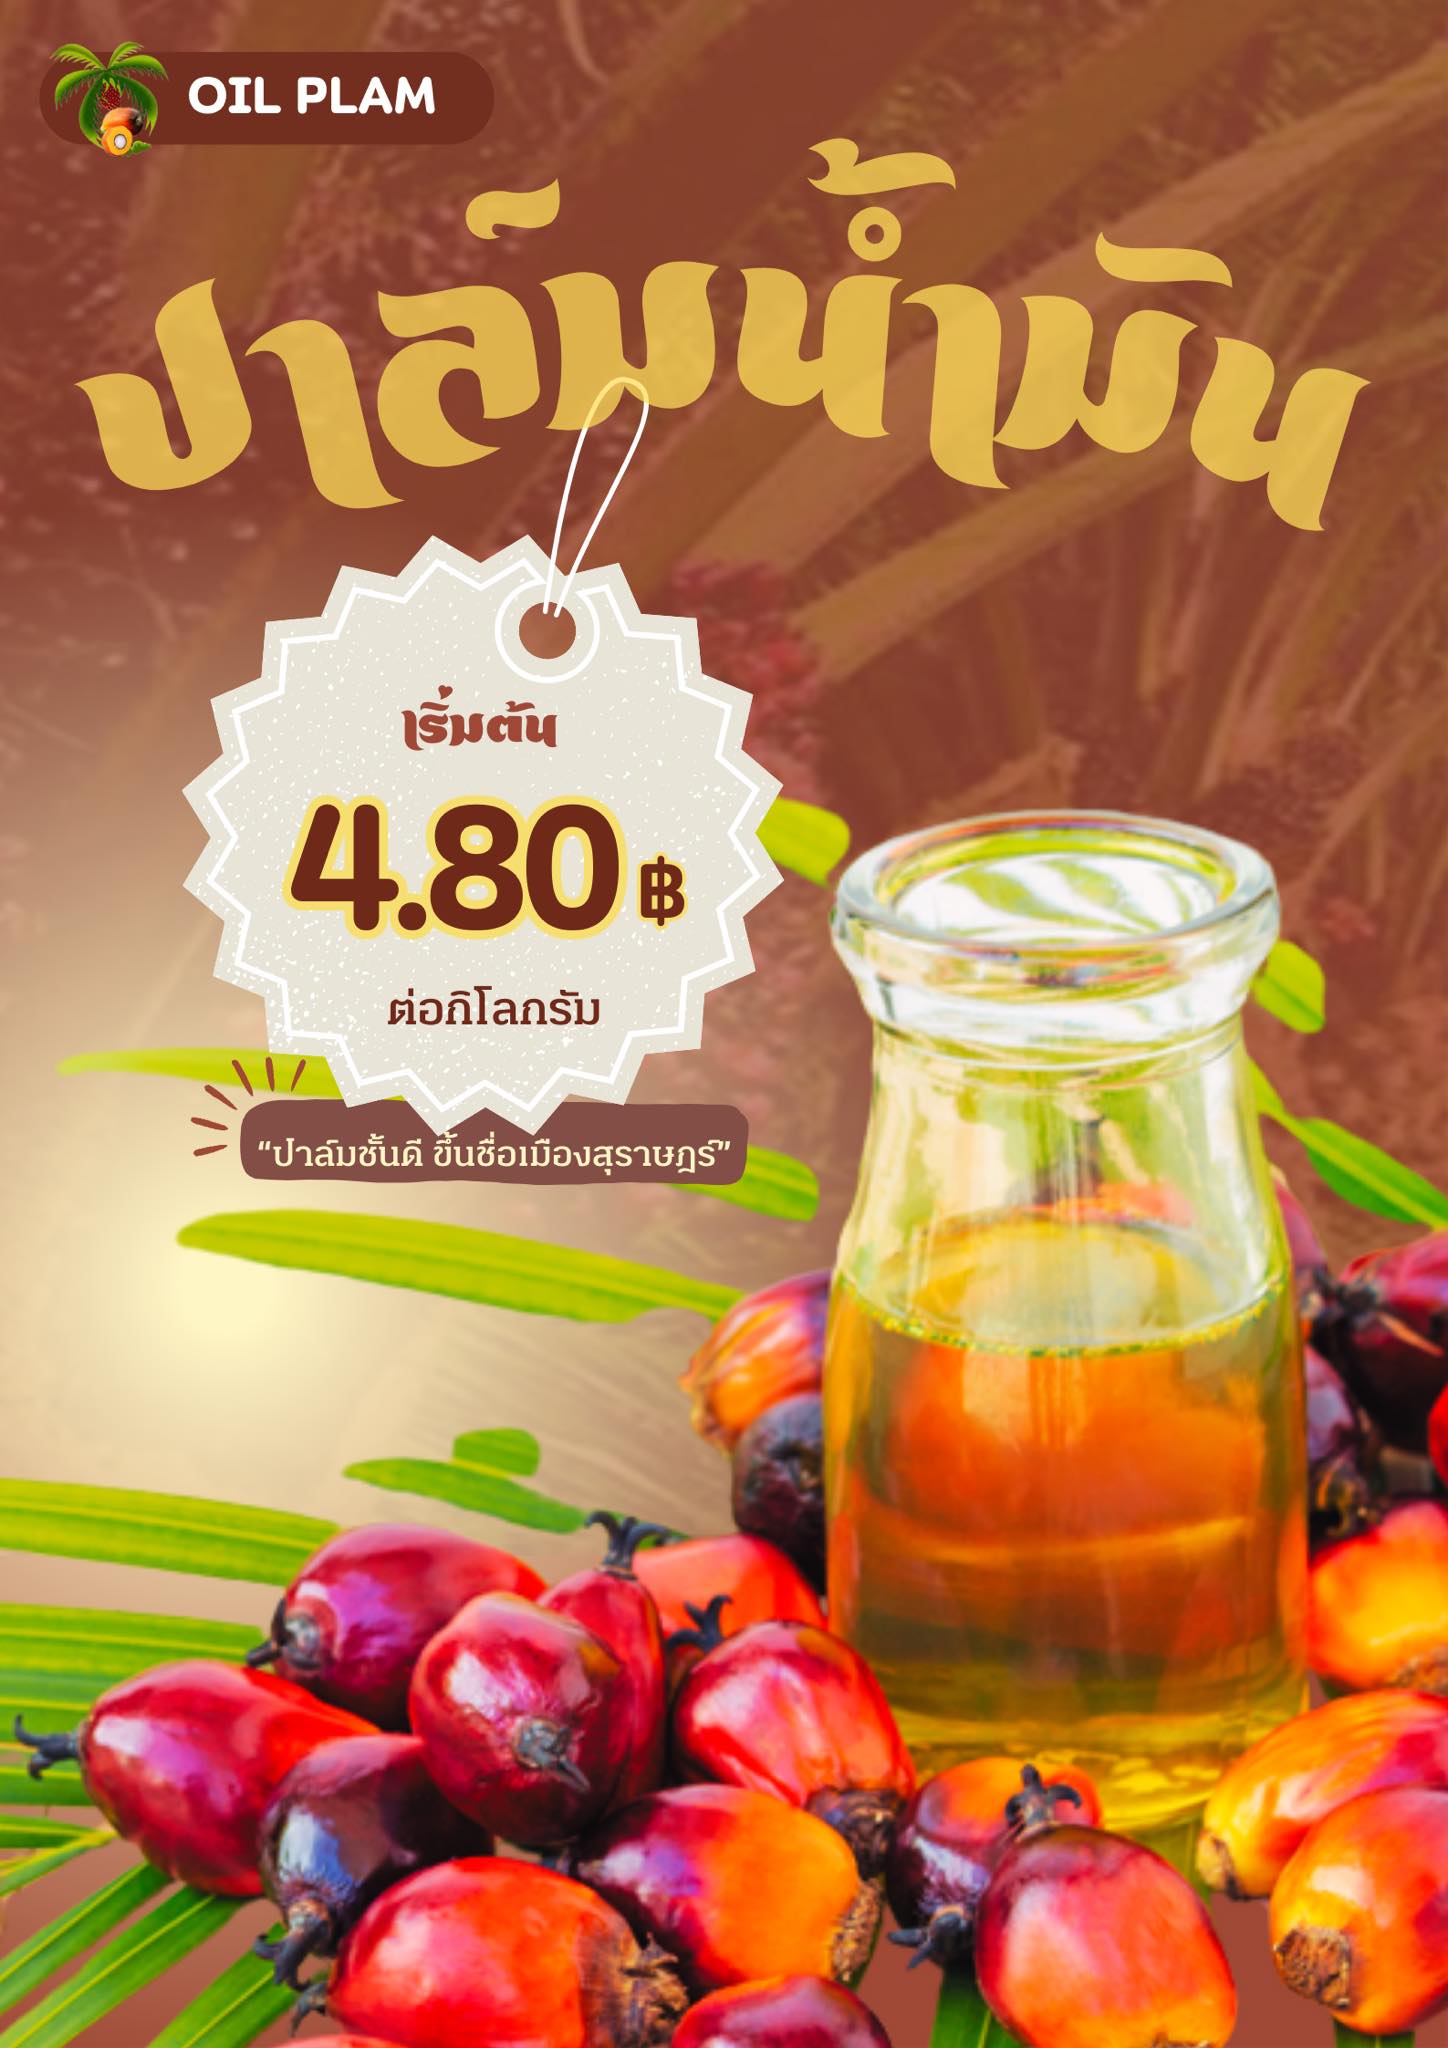 OIL PLAM
ปาล์มน้ำมัน
เริ่มต้น
4.80 ฿
ต่อกิโลกรัม
“ปาล์มชั้นดี ขึ้นชื่อเมืองสุราษฎร์”